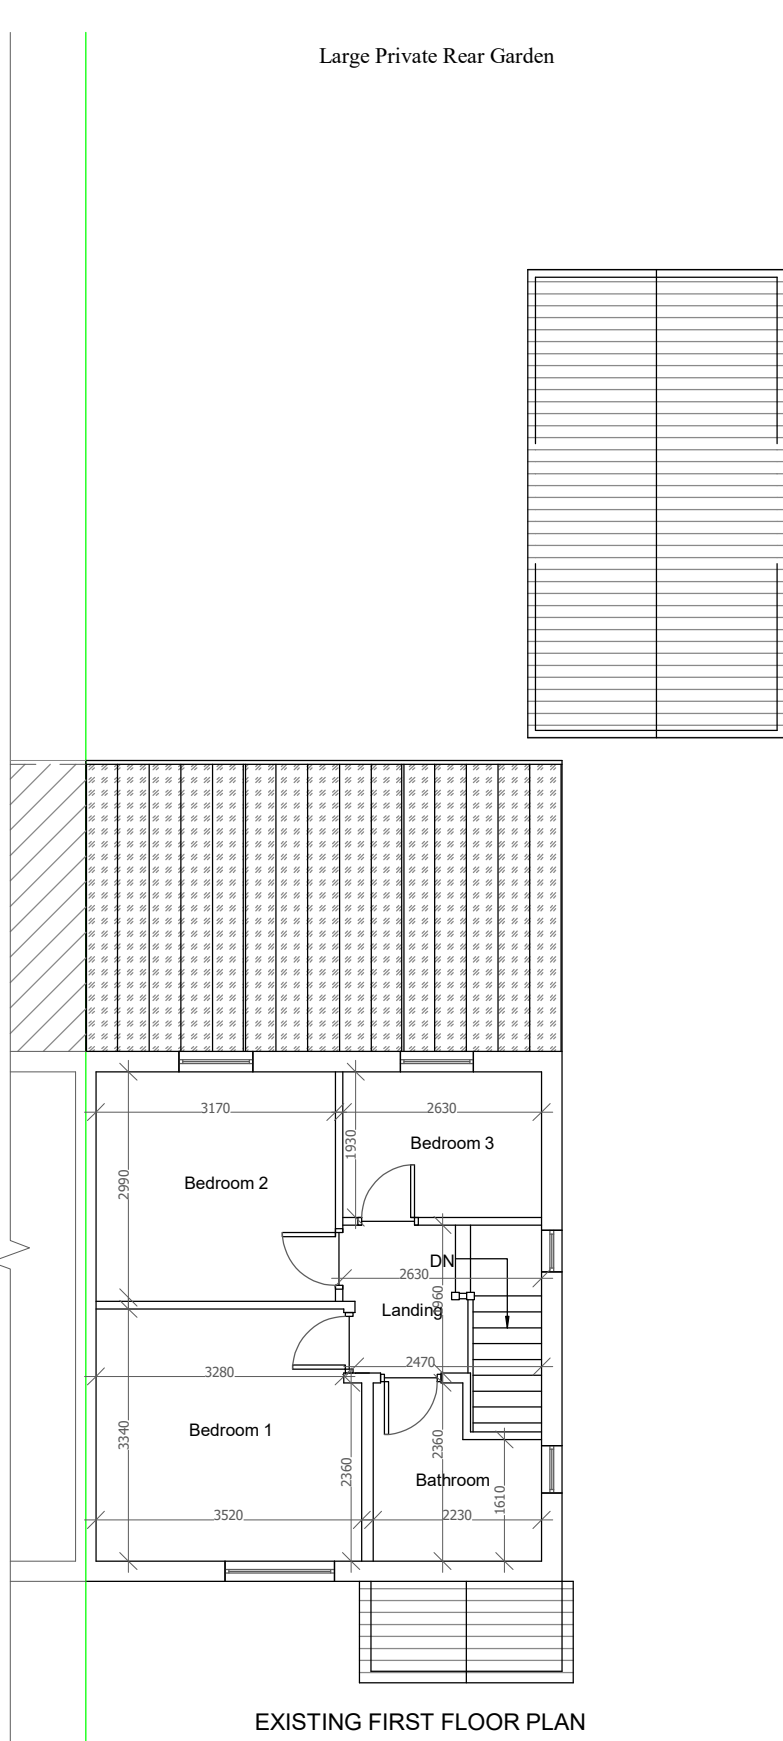 Large Private Rear Garden
3170
2630
1930
Bedroom 3
2990
Bedroom 2
DN
2630
Landing
2470
3280
3340
Bedroom 1
2360
2360
Bathroom
1610
3520
2230
EXISTING FIRST FLOOR PLAN